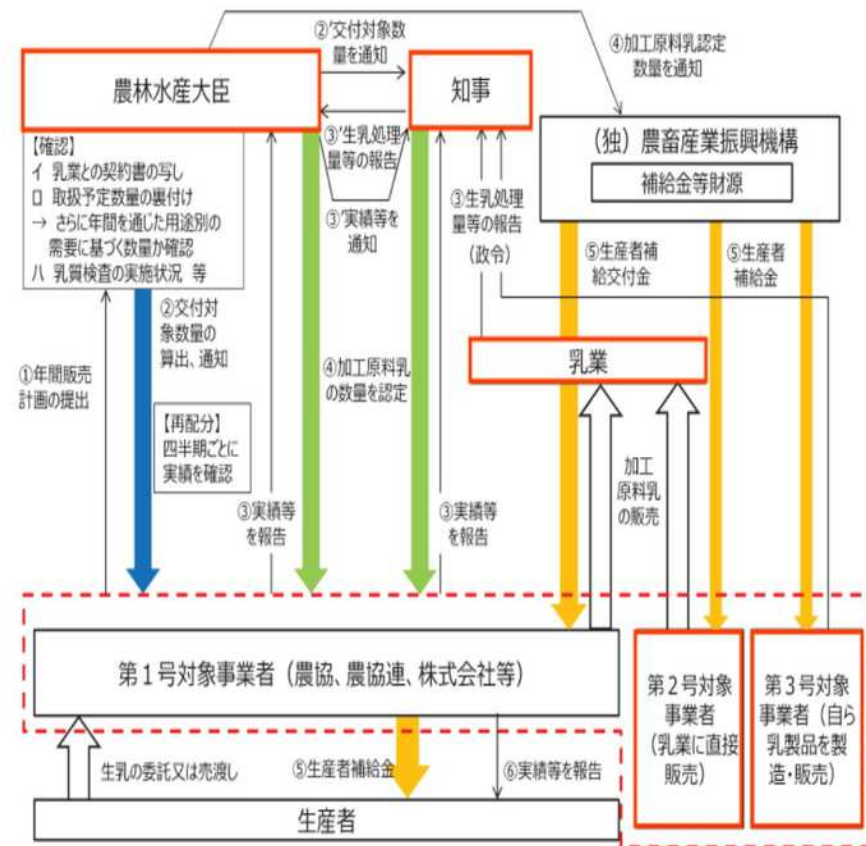 ②’交付対象数
量を通知
④加工原料乳認定
数量を通知
農林水産大臣
知事
③’生乳処理
量等の報告
(独)農畜産業振興機構
補給金等財源
【確認】
イ 乳業との契約書の写し
ロ 取扱予定数量の裏付け
→ さらに年間を通じた用途別の
需要に基づく数量か確認
ハ 乳質検査の実施状況 等
③’実績等を
通知
③生乳処理
量等の報告
(政令)
⑤生産者補
給交付金
⑤生産者
補給金
②交付対
象数量の
算出、通知
①年間販売
計画の提出
【再配分】
四半期ごとに
実績を確認
④加工原料乳
の数量を認定
乳業
加工
原料乳
の販売
③実績等
を報告
③実績等
を報告
第1号対象事業者(農協、農協連、株式会社等)
第2号対象
事業者
(乳業に直接
販売)
第3号対象
事業者(自ら
乳製品を製
造・販売)
生乳の委託又は売渡し
⑤生産者補給金
⑥実績等を報告
生産者